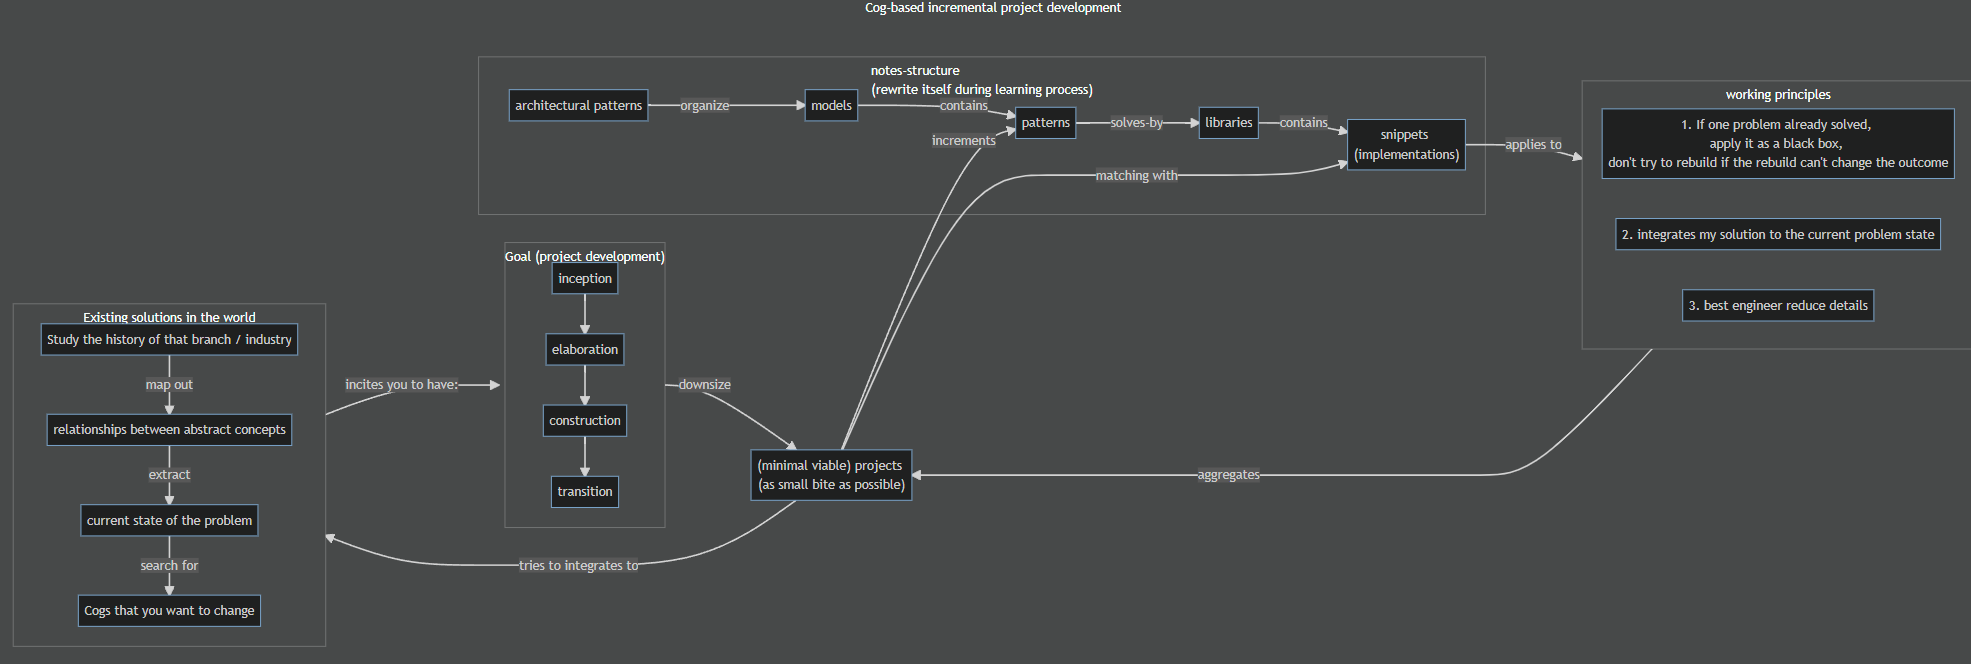 Cog-based incremental project development
notes-structure
(rewrite itself during learning process)
architectural patterns
organize
models
contains
patterns
solves-by
libraries
contains
snippets
(implementations)
increments
matching with
applies to
working principles
1. If one problem already solved,
apply it as a black box,
don't try to rebuild if the rebuild can't change the outcome
2. integrates my solution to the current problem state
3. best engineer reduce details
Goal (project development)
inception
elaboration
construction
transition
Existing solutions in the world
Study the history of that branch / industry
map out
relationships between abstract concepts
extract
current state of the problem
search for
Cogs that you want to change
incites you to have:
downsize
(minimal viable) projects
(as small bite as possible)
aggregates
tries to integrates to